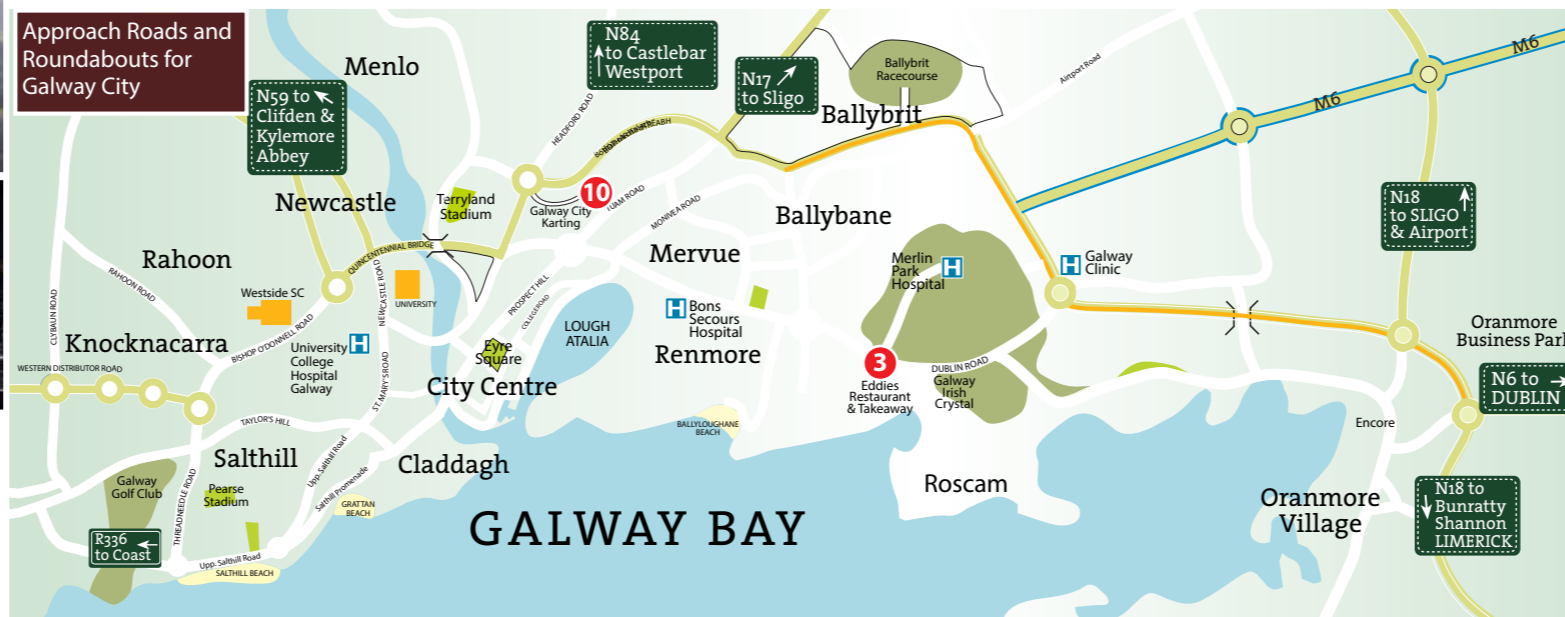 Approach Roads and
Roundabouts for
Galway City
Menlo
N59 to
Clifden &
Kylemore
Abbey
N84
to Castlebar
Westport
N17
to Sligo
Ballybrit
Racecourse
Ballybrit
Airtport Road
M6
M6
HEADFORD ROAD
Newcastle
Terryland
Stadium
10
Galway City
Karting
TUAM ROAD
MONIVEA ROAD
Ballybane
N18
to SLIGO
& Airport
Rahoon
RAHOON ROAD
QUINCENTENNIAL BRIDGE
NEWCASTLE ROAD
UNIVERSITY
Westside SC
PROSPECT HILL
COLLEGE ROAD
Mervue
Merlin
Park
Hospital
H
H
Galway
Clinic
CLYBAUN ROAD
Knocknacarra
BISHOP O'DONNELL ROAD
University
College
Hospital
Galway
H
LOUGH
ATALIA
H
Bons
Secours
Hospital
Renmore
Eyre
Square
City Centre
ST. MARY'S ROAD
WESTERN DISTRIBUTOR ROAD
3
Eddies
Restaurant
& Takeaway
DUBLIN ROAD
Galway
Irish
Crystal
Oranmore
Business Park
N6 to
DUBLIN
Encore
TAYLOR'S HILL
BALLYLOUGHANE
BEACH
Salthill
Claddagh
Upp. Salthill Road
Salthill Promenade
Galway
Golf Club
Pearse
Stadium
THREADNEEDLE ROAD
GRATTAN
BEACH
Roscam
Oranmore
Village
N18 to
Bunratty
Shannon
LIMERICK
GALWAY BAY
R336
to Coast
Upp. Salthill Road
SALTHILL BEACH